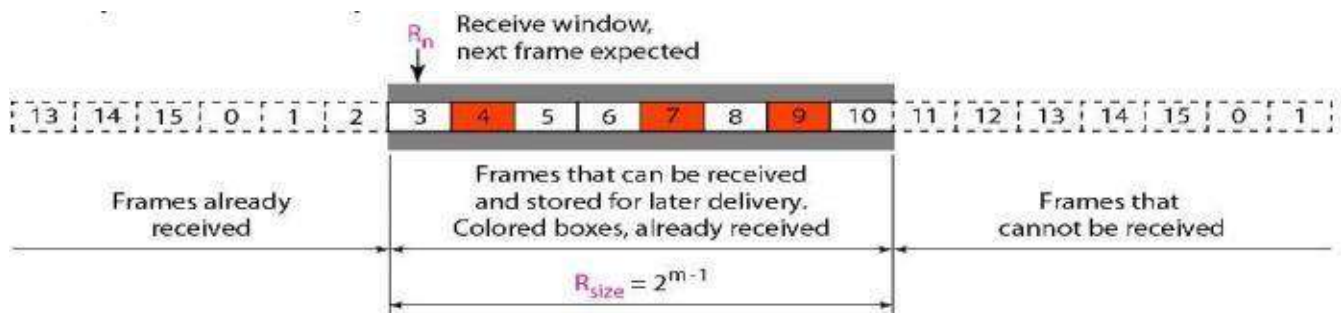 Receive window,
Rn next frame expected
13 14 15 0 1 2 3 4 5 6 7 8 9 10 11 12 13 14 15 0 1
Frames already
received
Frames that can be received
and stored for later delivery.
Colored boxes, already received
Frames that
cannot be received
Rsize = 2^m-1